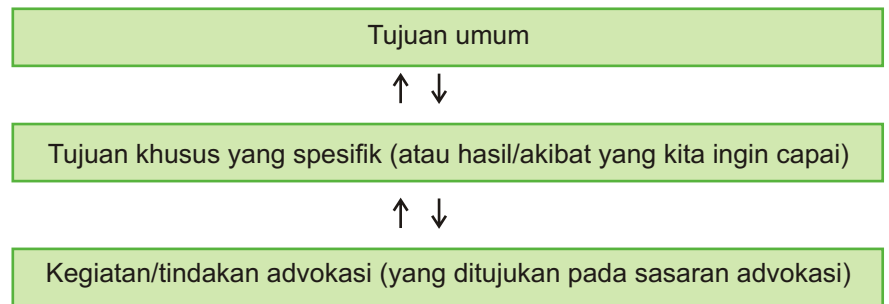 Tujuan umum
Tujuan khusus yang spesifik (atau hasil/akibat yang kita ingin capai)
Kegiatan/tindakan advokasi (yang ditujukan pada sasaran advokasi)